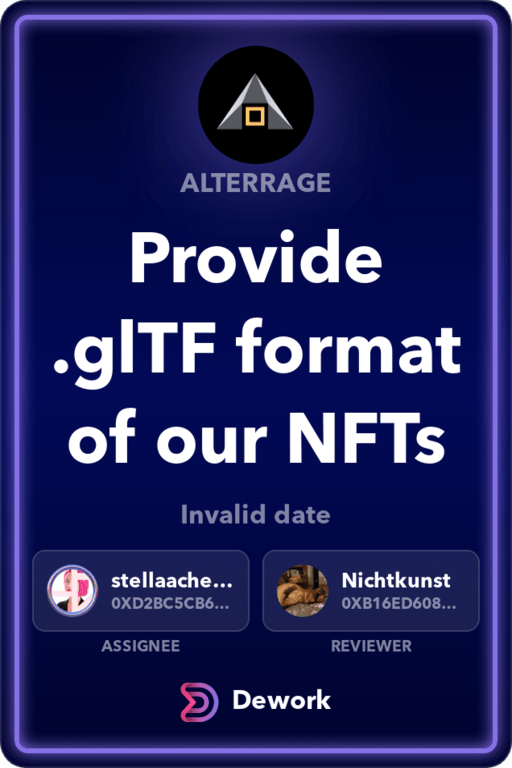 ALTERRAGE
Provide
.glTF format
of our NFTs
Invalid date
stellaache...
0XD2BC5CB6...
Nichtkunst
0XB16ED608...
ASSIGNEE
REVIEWER
Dework